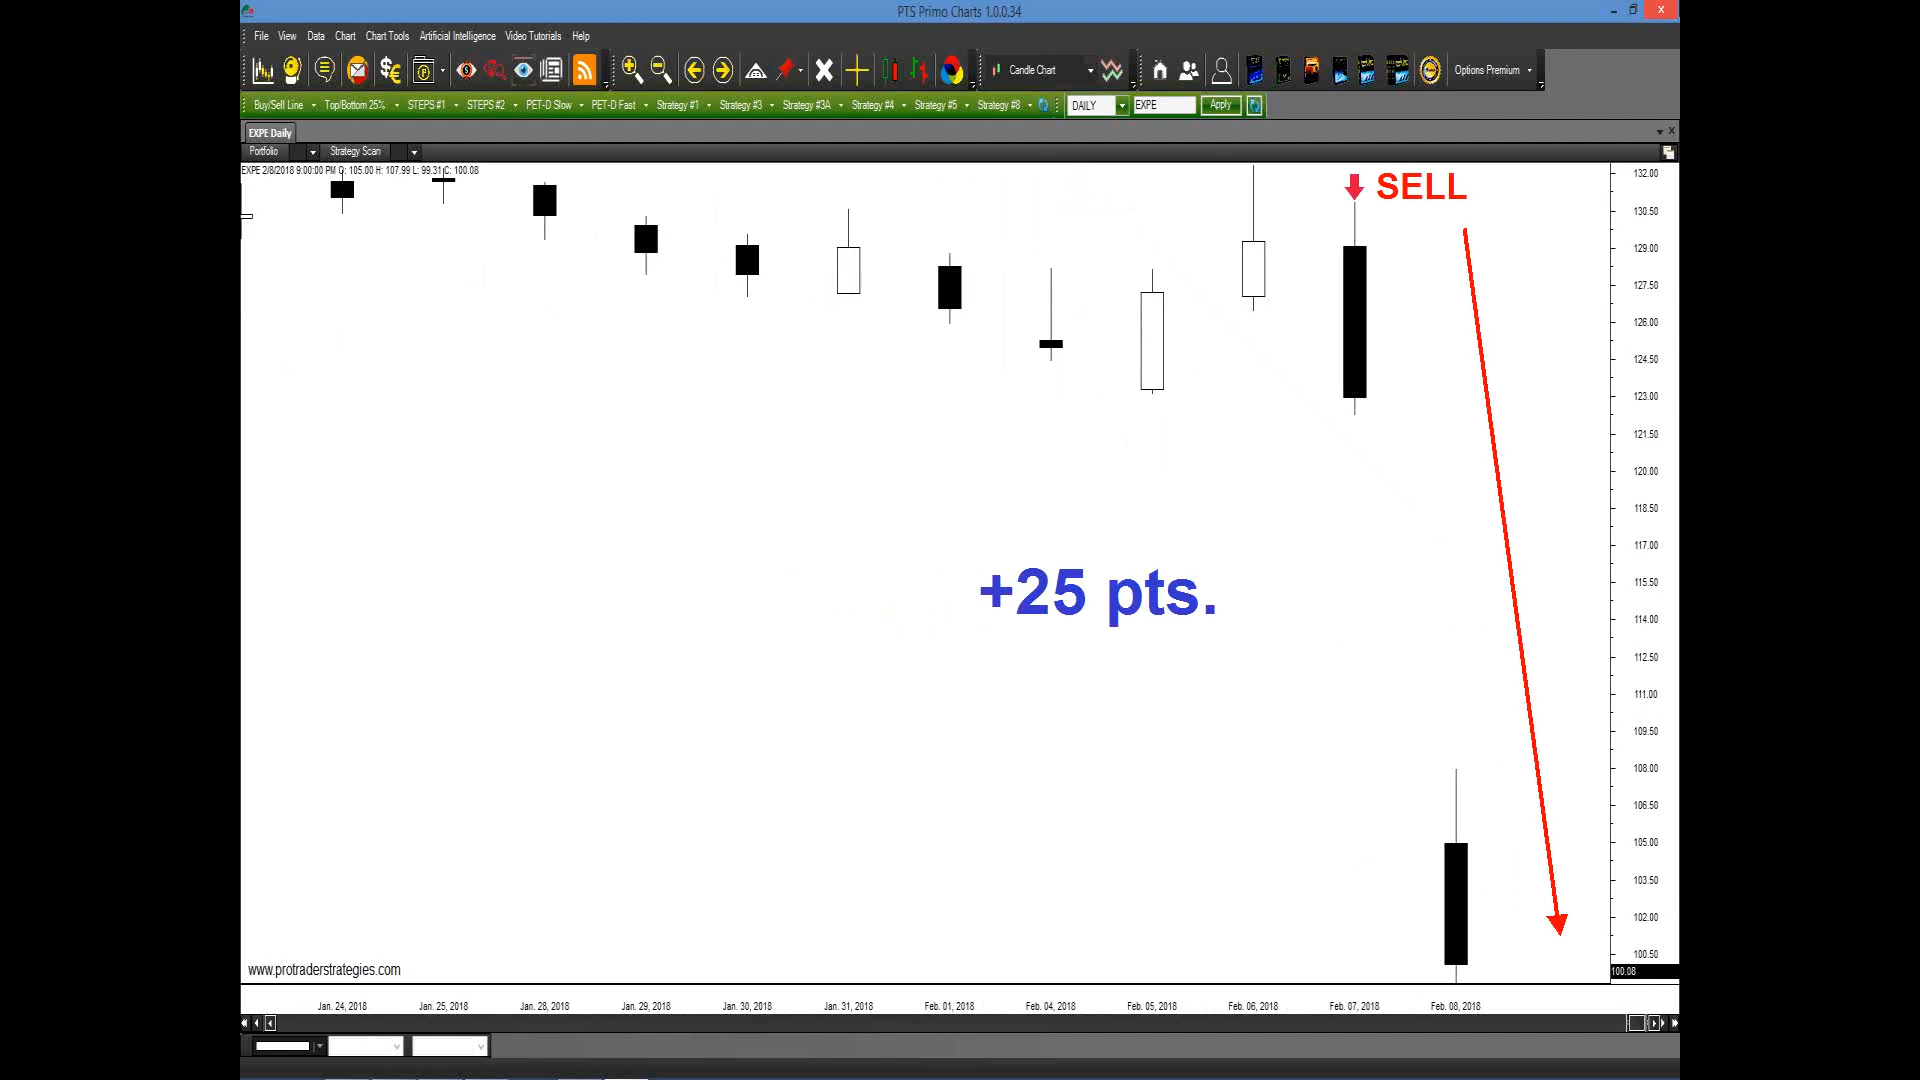 PTS Primo Charts 1.0.0.34
File View Data Chart Chart Tools Artificial Intelligence Video Tutorials Help
Candle Chart Options Premium
Buy/Sell Line Top/Bottom 25% STEPS #1 STEPS #2 PET-D Slow PET-D Fast Strategy #1 Strategy #3 Strategy #3A Strategy #4 Strategy #5 Strategy #8 DAILY EXPE Apply
EXPE Daily
Portfolio Strategy Scan
EXPE 2/8/2018 9:00:00 PM O: 105.00 H: 107.99 L: 99.31 C: 100.08
SELL
132.00
130.50
129.00
127.50
126.00
124.50
123.00
121.50
120.00
118.50
117.00
115.50
114.00
112.50
111.00
109.50
108.00
106.50
105.00
103.50
102.00
100.50
100.08
+25 pts.
www.protraderstrategies.com
Jan. 24, 2018 Jan. 25, 2018 Jan. 28, 2018 Jan. 29, 2018 Jan. 30, 2018 Jan. 31, 2018 Feb. 01, 2018 Feb. 04, 2018 Feb. 05, 2018 Feb. 06, 2018 Feb. 07, 2018 Feb. 08, 2018